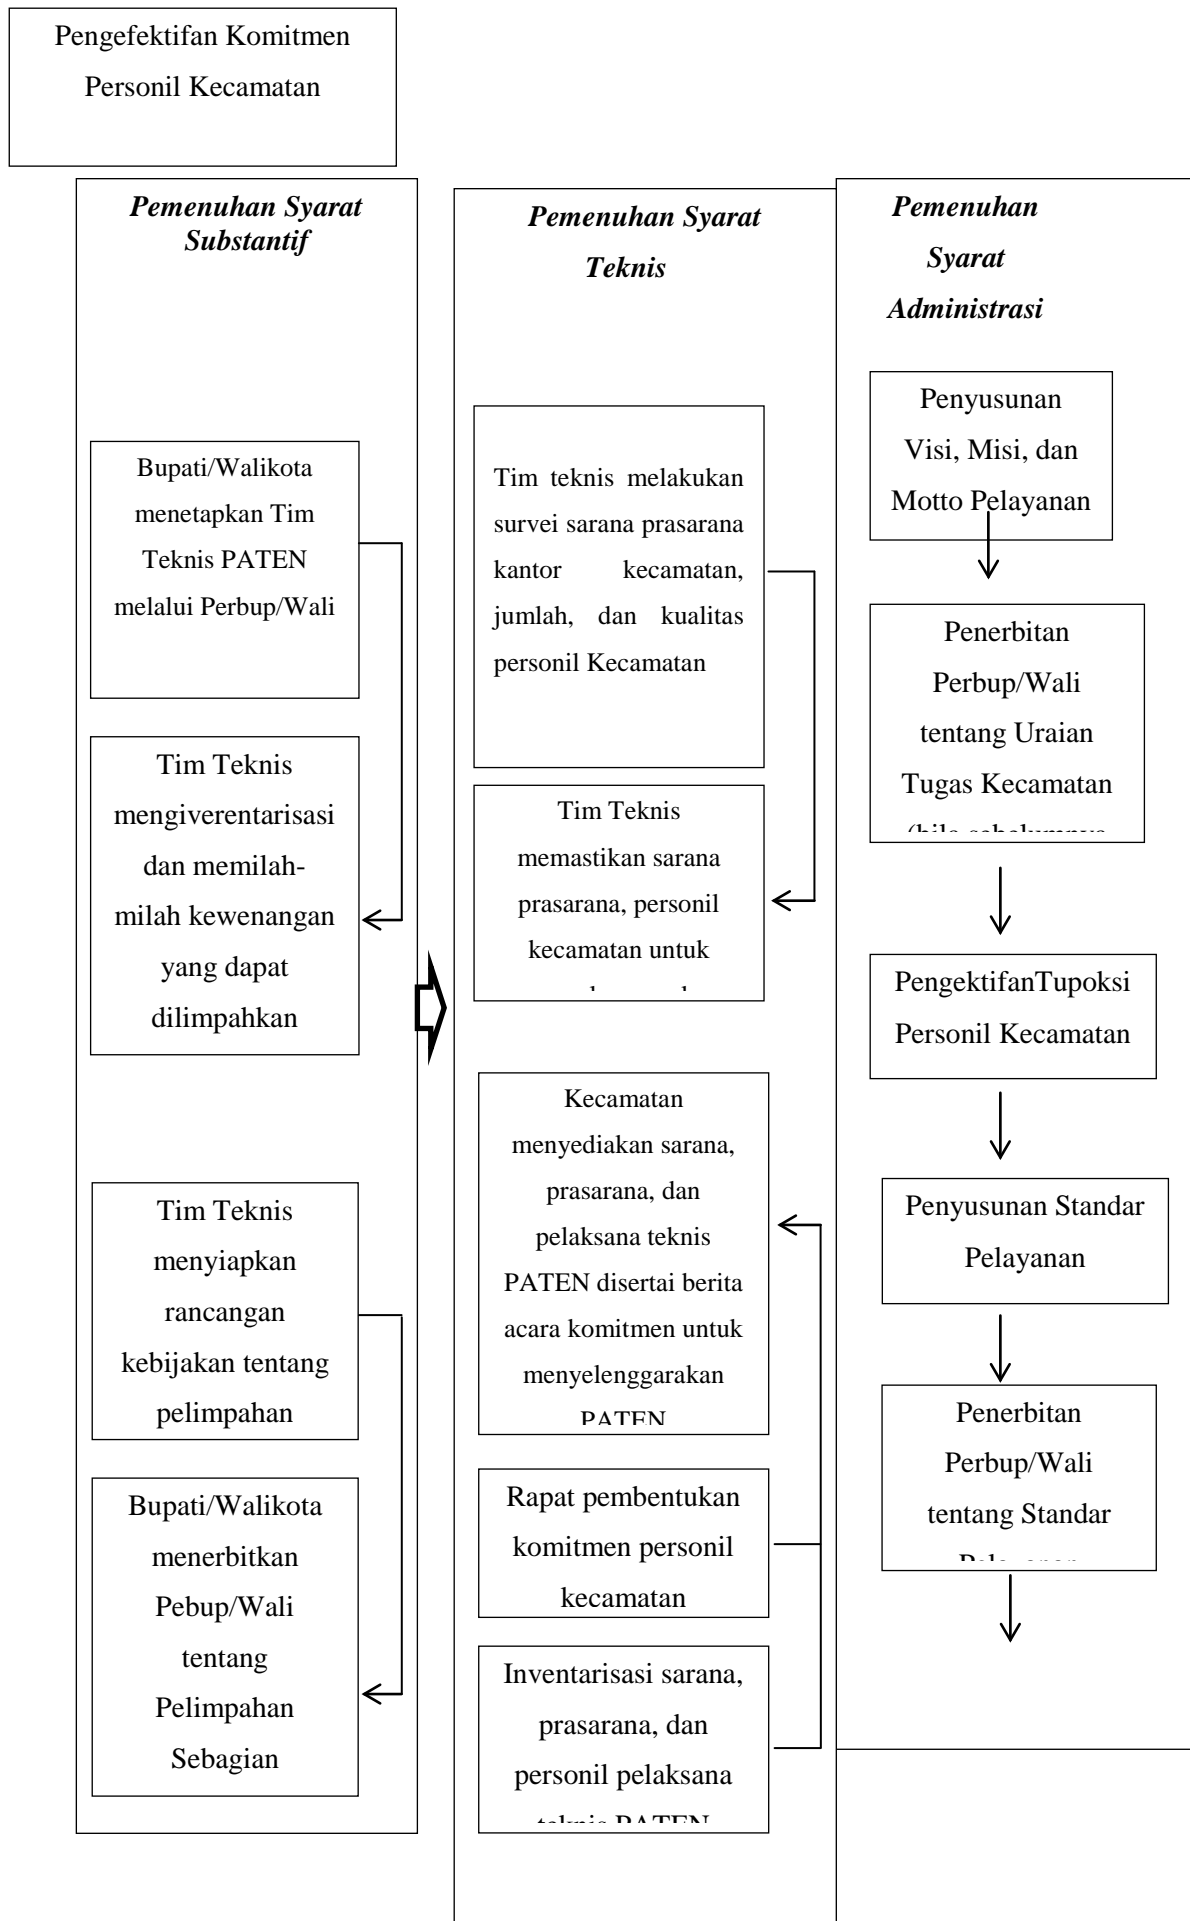 Pengefektifan Komitmen
Personil Kecamatan
Pemenuhan Syarat
Substantif
Bupati/Walikota
menetapkan Tim
Teknis PATEN
melalui Perbup/Wali
Tim Teknis
mengiverentarisasi
dan memilah-
milah kewenangan
yang dapat
dilimpahkan
Tim Teknis
menyiapkan
rancangan
kebijakan tentang
pelimpahan
Bupati/Walikota
menerbitkan
Pebup/Wali
tentang
Pelimpahan
Sebagian
Pemenuhan Syarat
Teknis
Tim teknis melakukan
survei sarana prasarana
kantor kecamatan,
jumlah, dan kualitas
personil Kecamatan
Tim Teknis
memastikan sarana
prasarana, personil
kecamatan untuk
Kecamatan
menyediakan sarana,
prasarana, dan
pelaksana teknis
PATEN disertai berita
acara komitmen untuk
menyelenggarakan
PATEN
Rapat pembentukan
komitmen personil
kecamatan
Inventarisasi sarana,
prasarana, dan
personil pelaksana
teknis PATEN
Pemenuhan
Syarat
Administrasi
Penyusunan
Visi, Misi, dan
Motto Pelayanan
Penerbitan
Perbup/Wali
tentang Uraian
Tugas Kecamatan
(bila sebelumnya
PengektifanTupoksi
Personil Kecamatan
Penyusunan Standar
Pelayanan
Penerbitan
Perbup/Wali
tentang Standar
Pelayanan